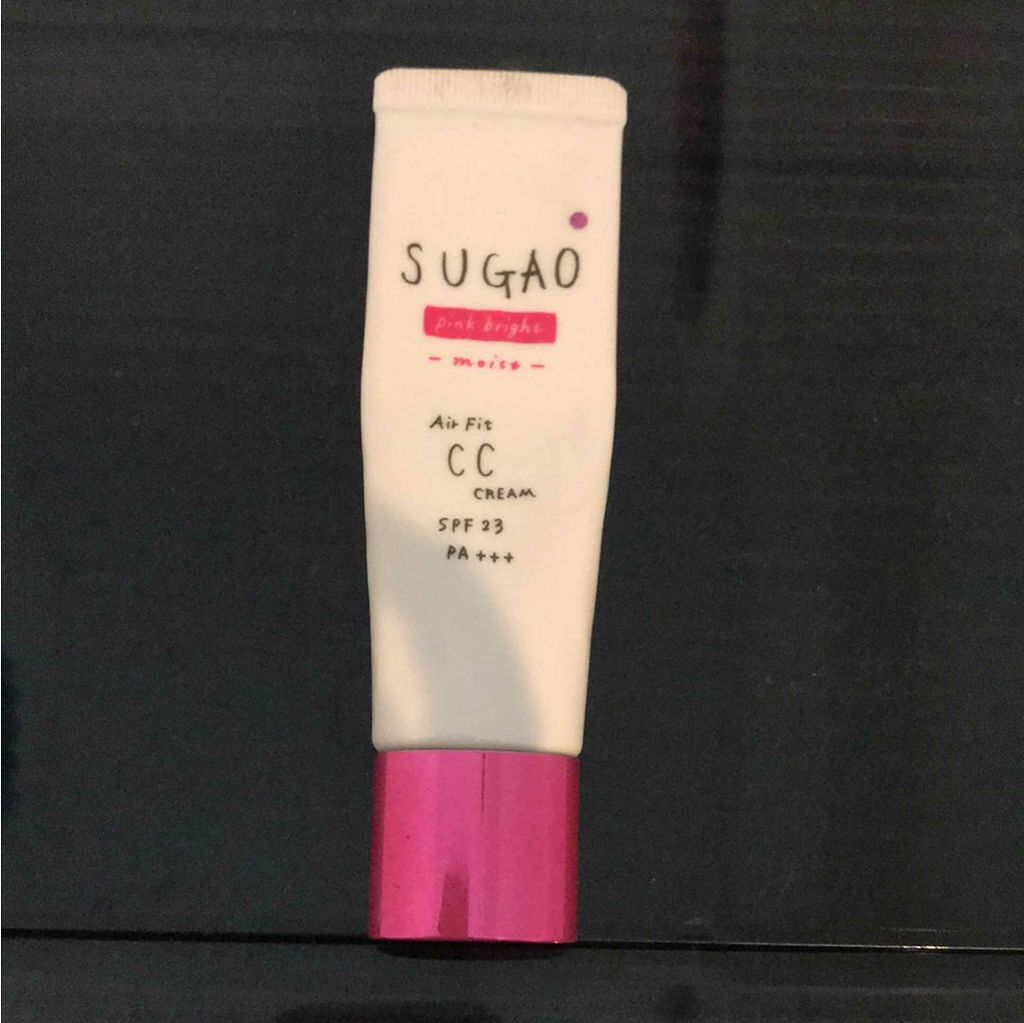 SUGAO
pink bright
- moist -
Air Fit
CC
CREAM
SPF 23
PA +++